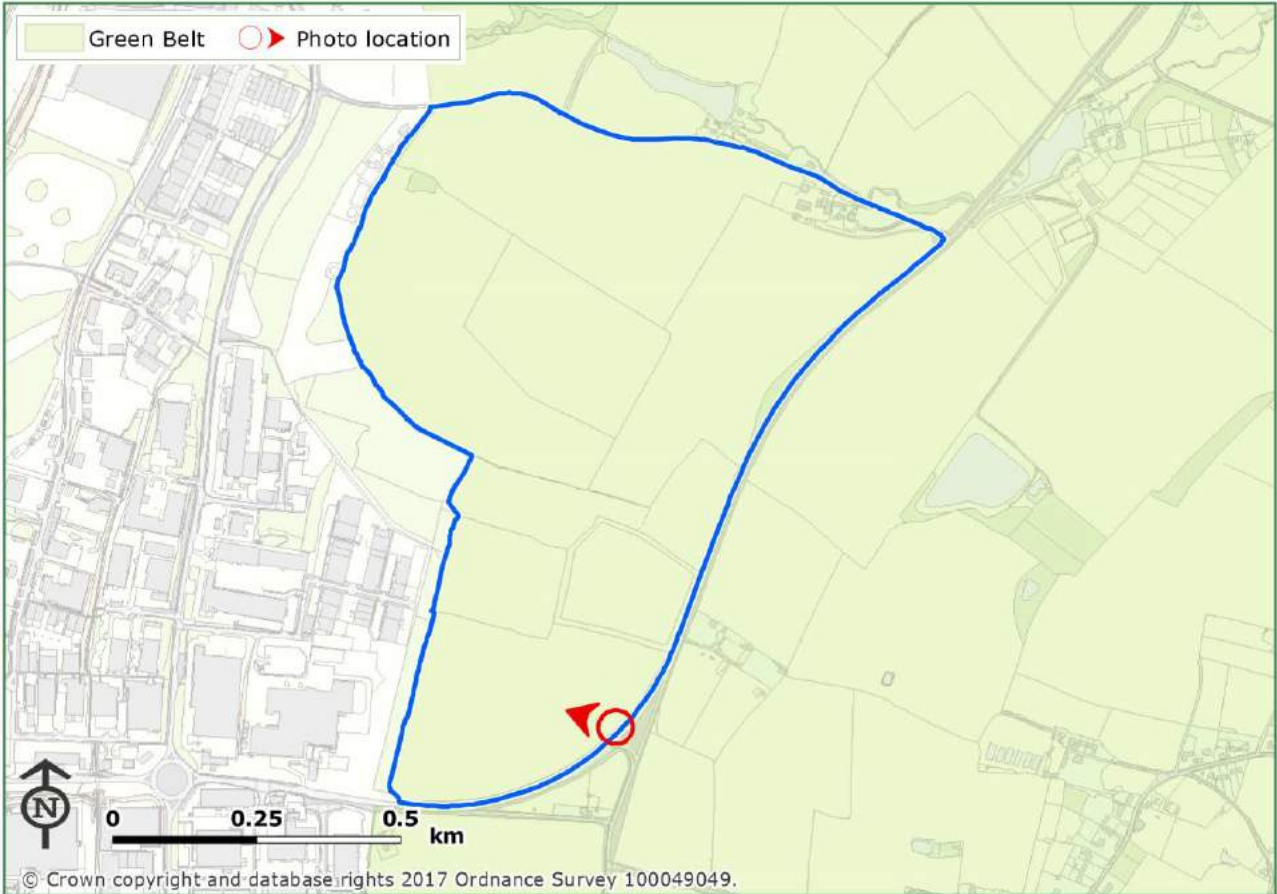 Green Belt Photo location
N
0 0.25 0.5
km
© Crown copyright and database rights 2017 Ordnance Survey 100049049.